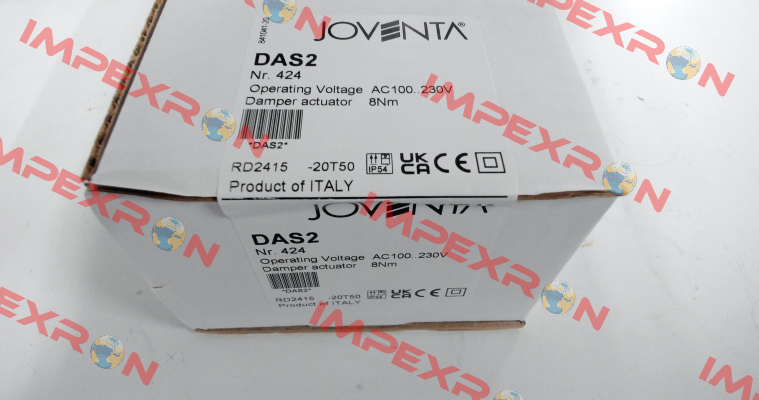 JOVENTA®
DAS2
Nr. 424
Operating Voltage AC100..230V
Damper actuator 8Nm
*DAS2*
RD2415 -20T50 IP54 UK CA CE
Product of ITALY
JOVENTA
DAS2
Nr. 424
Operating Voltage AC100..230V
Damper actuator 8Nm
"DAS2"
RD2415 -20T50 UK CA CE
Product of ITALY
IMPEXRON
IMPEXRON
IMPEXRON
IMPEXRON
IMPEXRON